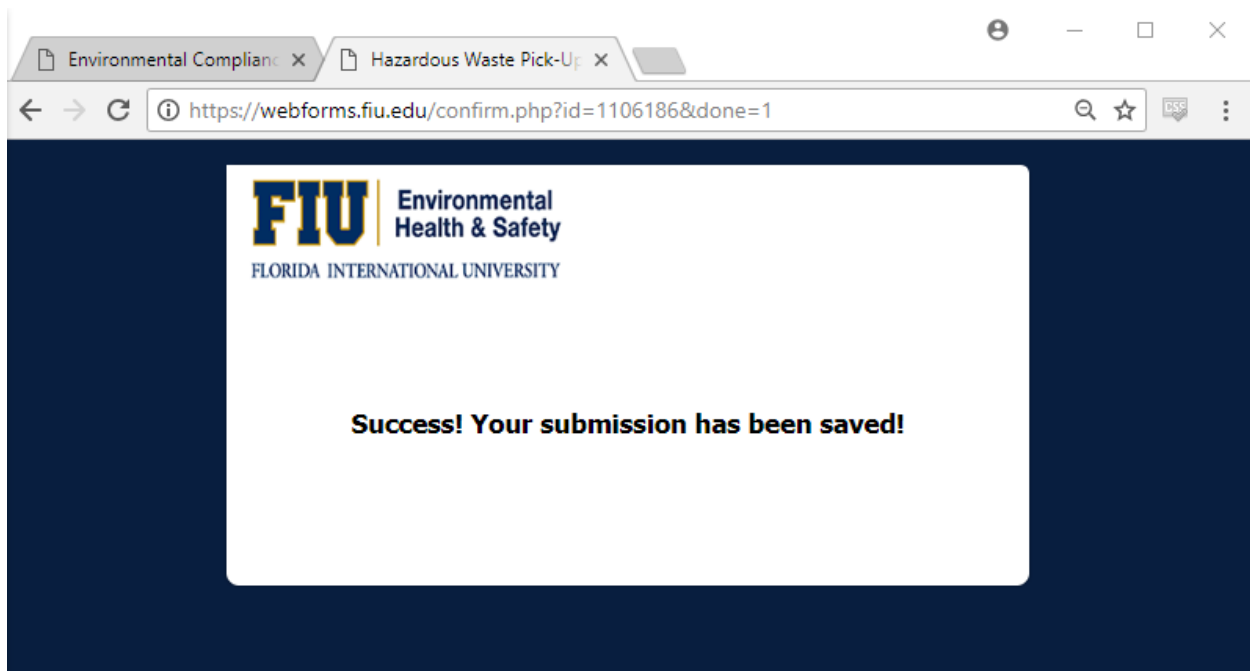 Environmental Complianc
Hazardous Waste Pick-Up
https://webforms.fiu.edu/confirm.php?id=1106186&done=1
CSS
FIU
Environmental
Health & Safety
FLORIDA INTERNATIONAL UNIVERSITY
Success! Your submission has been saved!